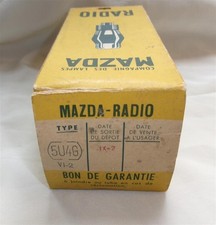 RADIO
COMPAGNIE DES LAMPES
MAZDA
MAZDA-RADIO
TYPE
DATE
DE SORTIE
DU DÉPOT
DATE
DE VENTE
A L'USAGER
5U4G
BON DE GARANTIE